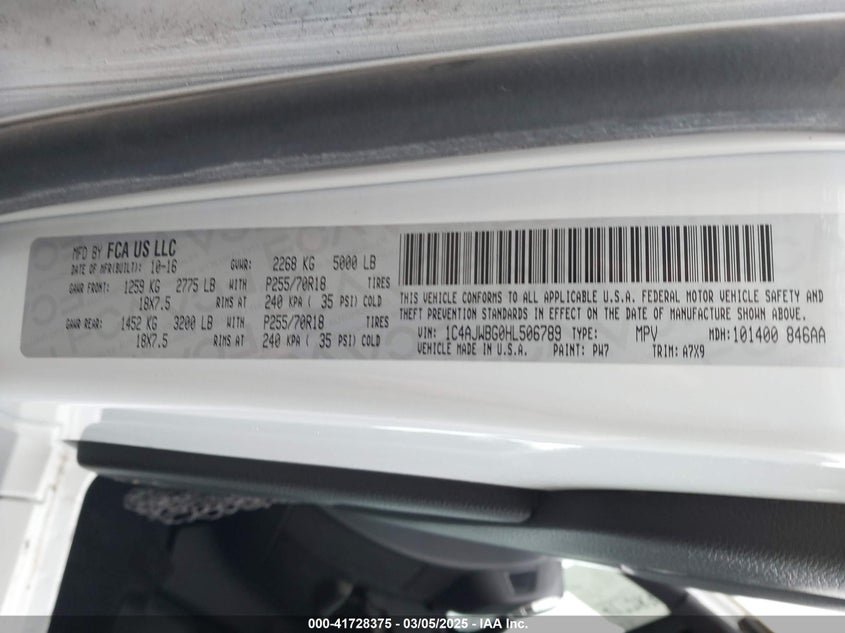 MFD BY FCA US LLC
DATE OF MFR(BUILT): 10-16 GVWR: 2268 KG 5000 LB
GAWR FRONT: 1259 KG 2775 LB WITH P255/70R18 TIRES
18X7.5 RIMS AT 240 KPA ( 35 PSI) COLD
GAWR REAR: 1452 KG 3200 LB WITH P255/70R18 TIRES
18X7.5 RIMS AT 240 KPA ( 35 PSI) COLD
THIS VEHICLE CONFORMS TO ALL APPLICABLE U.S.A. FEDERAL MOTOR VEHICLE SAFETY AND
THEFT PREVENTION STANDARDS IN EFFECT ON THE DATE OF MANUFACTURE SHOWN ABOVE.
VIN: 1C4AJWBG0HL506789 TYPE: MPV MDH: 101400 846AA
VEHICLE MADE IN U.S.A. PAINT: PW7 TRIM: A7X9
000-41728375 — 03/05/2025 — IAA Inc.